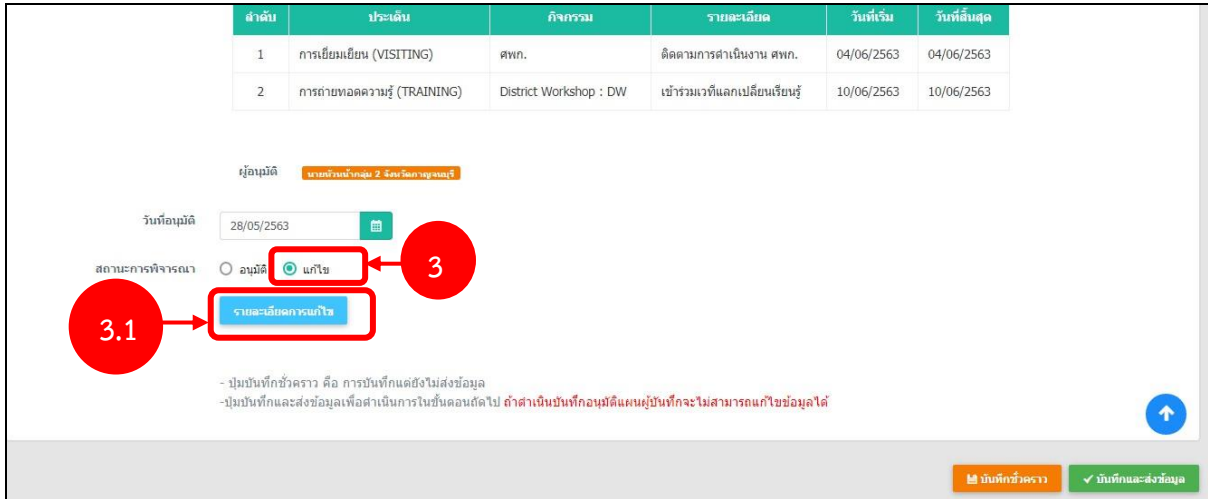 ลำดับ ประเด็น กิจกรรม รายละเอียด วันที่เริ่ม วันที่สิ้นสุด
1 การเยี่ยมเยียน (VISITING) ศพก. ติดตามการดำเนินงาน ศพก. 04/06/2563 04/06/2563
2 การถ่ายทอดความรู้ (TRAINING) District Workshop : DW เข้าร่วมเวทีแลกเปลี่ยนเรียนรู้ 10/06/2563 10/06/2563
ผู้อนุมัติ นายหัวหน้ากลุ่ม 2 จังหวัดกาญจนบุรี
วันที่อนุมัติ 28/05/2563
สถานะการพิจารณา อนุมัติ แก้ไข 3
3.1 รายละเอียดการแก้ไข
- ปุ่มบันทึกชั่วคราว คือ การบันทึกแต่ยังไม่ส่งข้อมูล
-ปุ่มบันทึกและส่งข้อมูลเพื่อดำเนินการในขั้นตอนถัดไป ถ้าดำเนินบันทึกอนุมัติแผนผู้บันทึกจะไม่สามารถแก้ไขข้อมูลได้
บันทึกชั่วคราว บันทึกและส่งข้อมูล